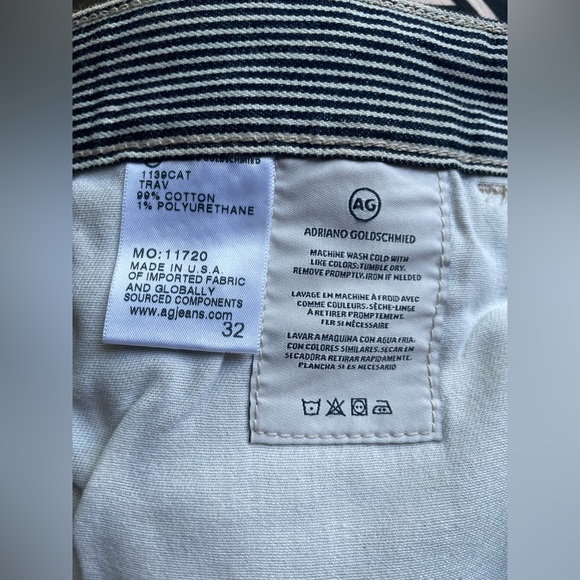 GOLDSCHMIED
1139CAT
TRAV
99% COTTON
1% POLYURETHANE
MO:11720
MADE IN U.S.A.
OF IMPORTED FABRIC
AND GLOBALLY
SOURCED COMPONENTS
www.agjeans.com
32
AG
ADRIANO GOLDSCHMIED
MACHINE WASH COLD WITH
LIKE COLORS: TUMBLE DRY.
REMOVE PROMPTLY. IRON IF NEEDED
LAVAGE EN MACHINE À FROID AVEC
COMME COULEURS. SÈCHE-LINGE
À RETIRER PROMPTEMENT.
FER SI NÉCESSAIRE
LAVAR A MAQUINA CON AGUA FRIA.
CON COLORES SIMILARES. SECAR EN
SECADORA RETIRAR RAPIDAMENTE.
PLANCHA SI ES NECESARIO